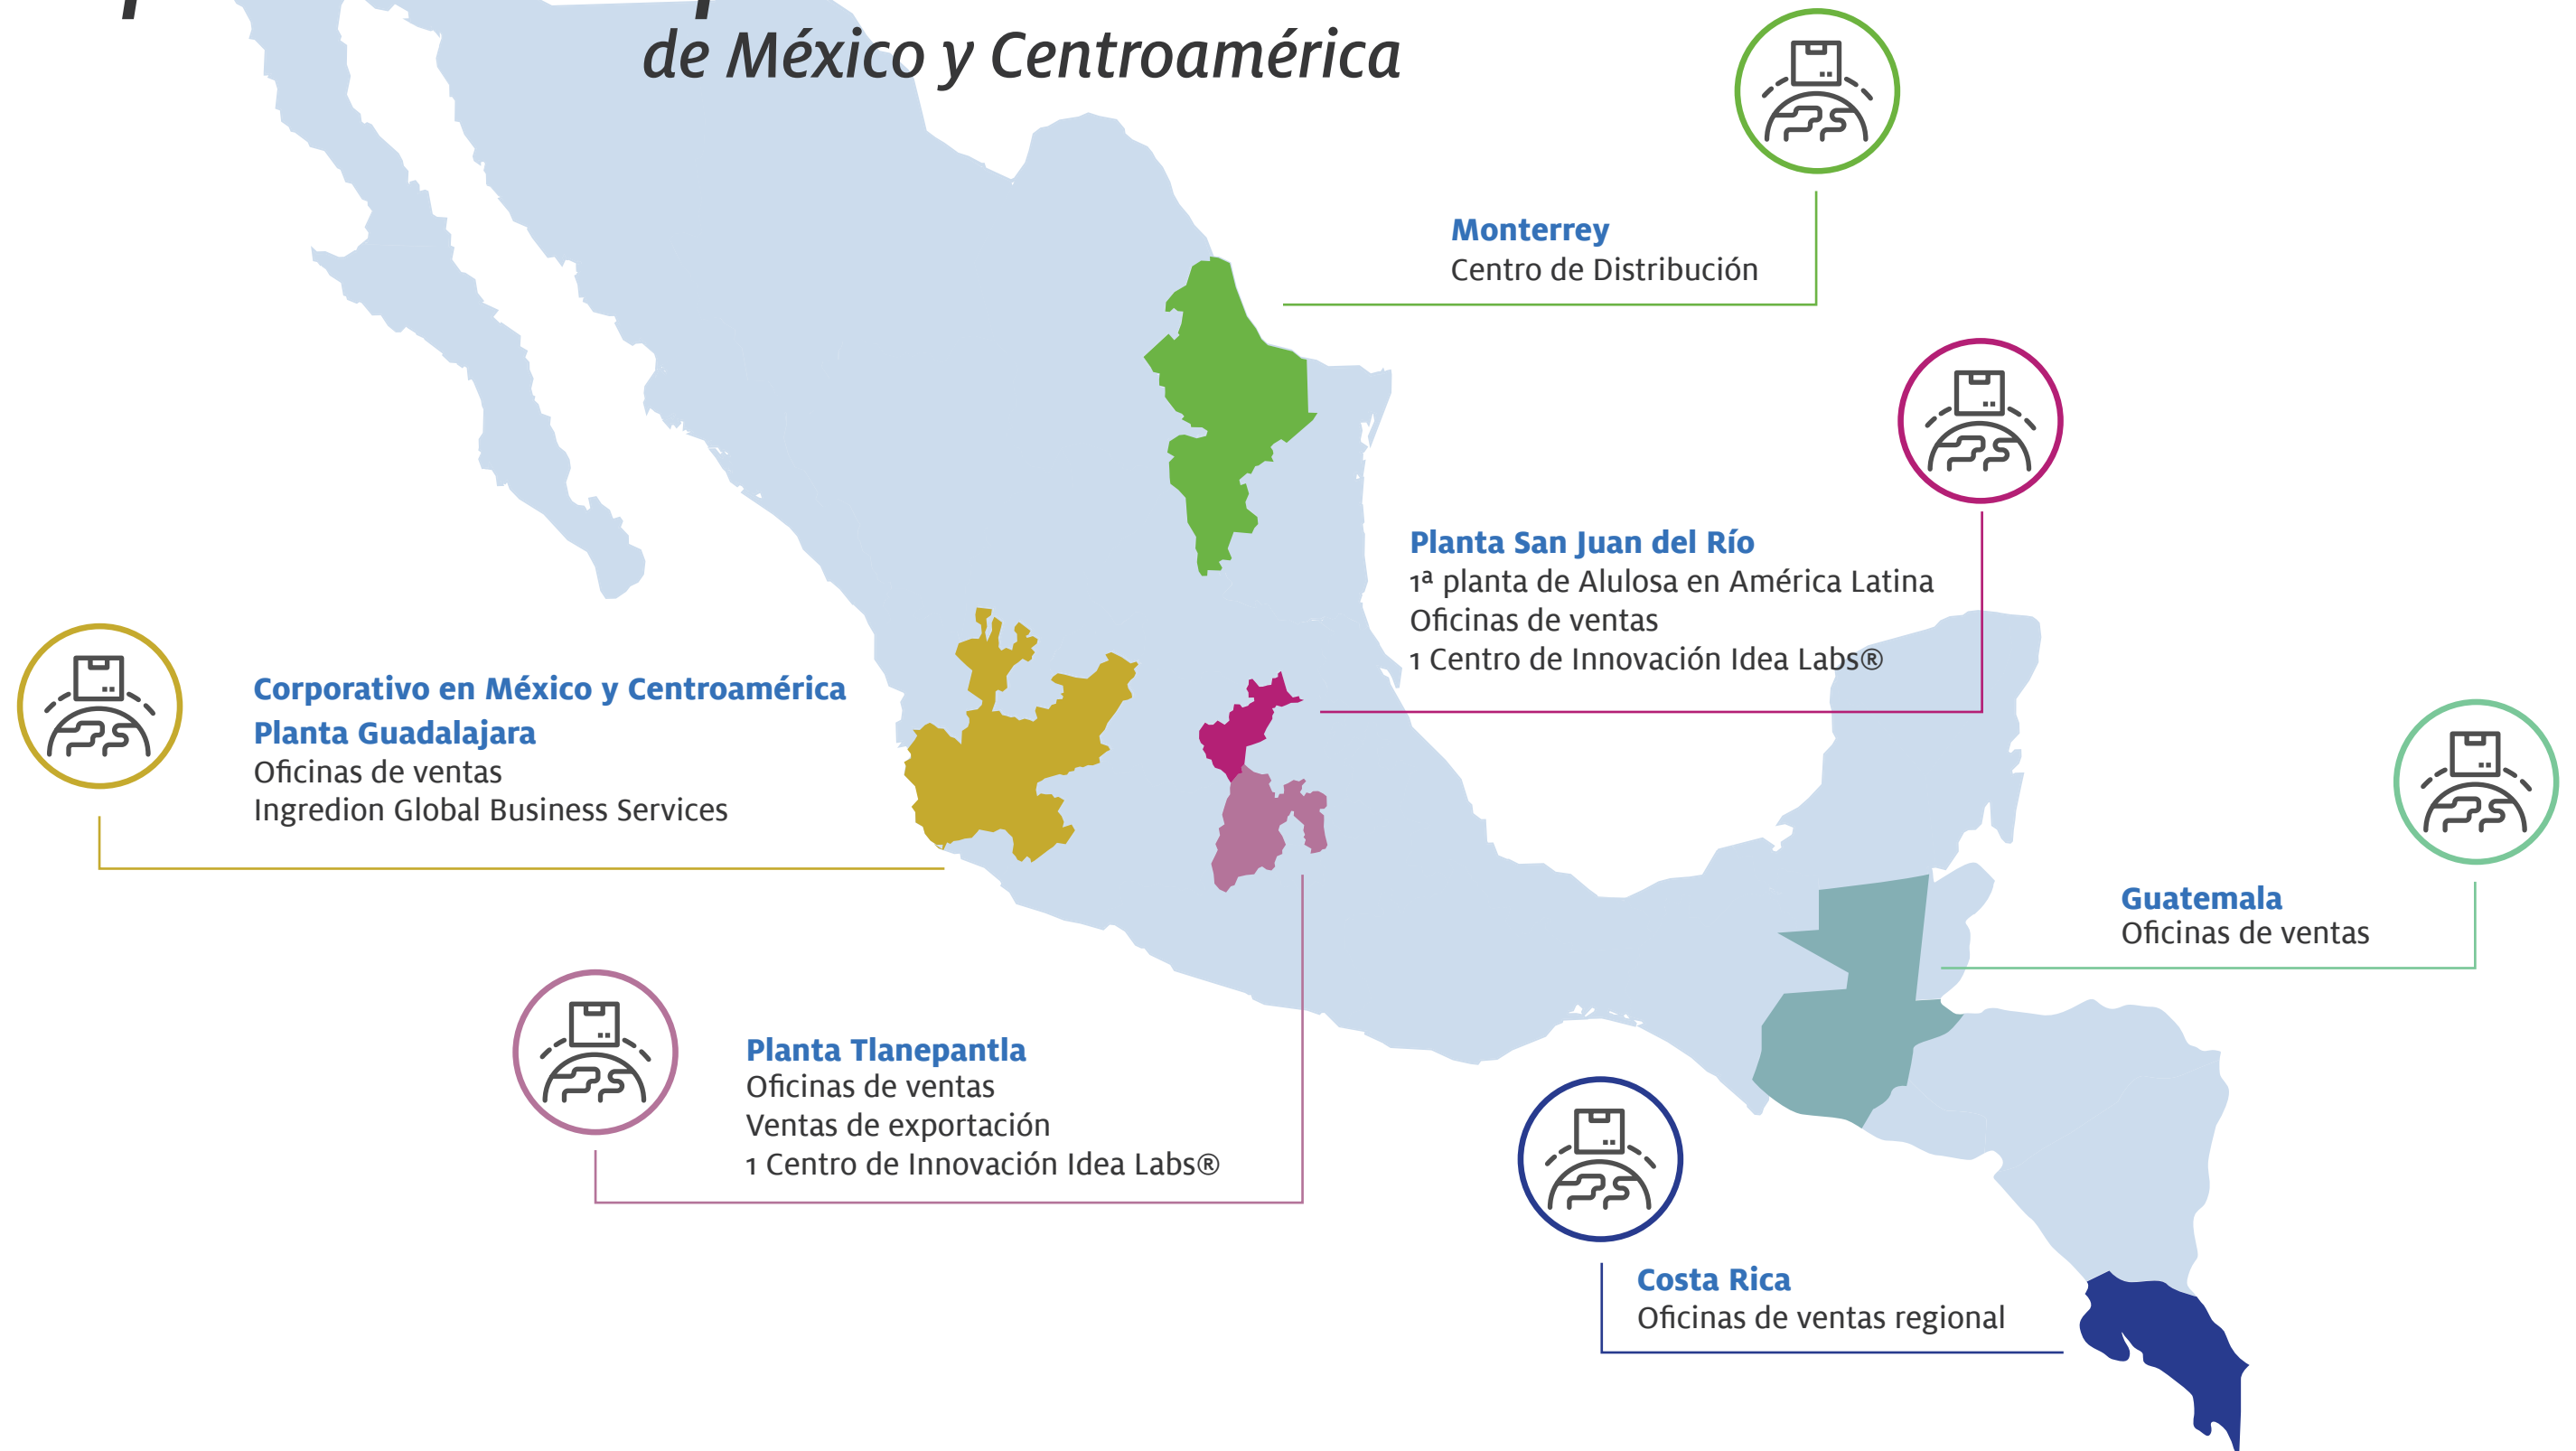 de México y Centroamérica
Monterrey
Centro de Distribución
Planta San Juan del Río
1ª planta de Alulosa en América Latina
Oficinas de ventas
1 Centro de Innovación Idea Labs®
Corporativo en México y Centroamérica
Planta Guadalajara
Oficinas de ventas
Ingredion Global Business Services
Guatemala
Oficinas de ventas
Planta Tlanepantla
Oficinas de ventas
Ventas de exportación
1 Centro de Innovación Idea Labs®
Costa Rica
Oficinas de ventas regional